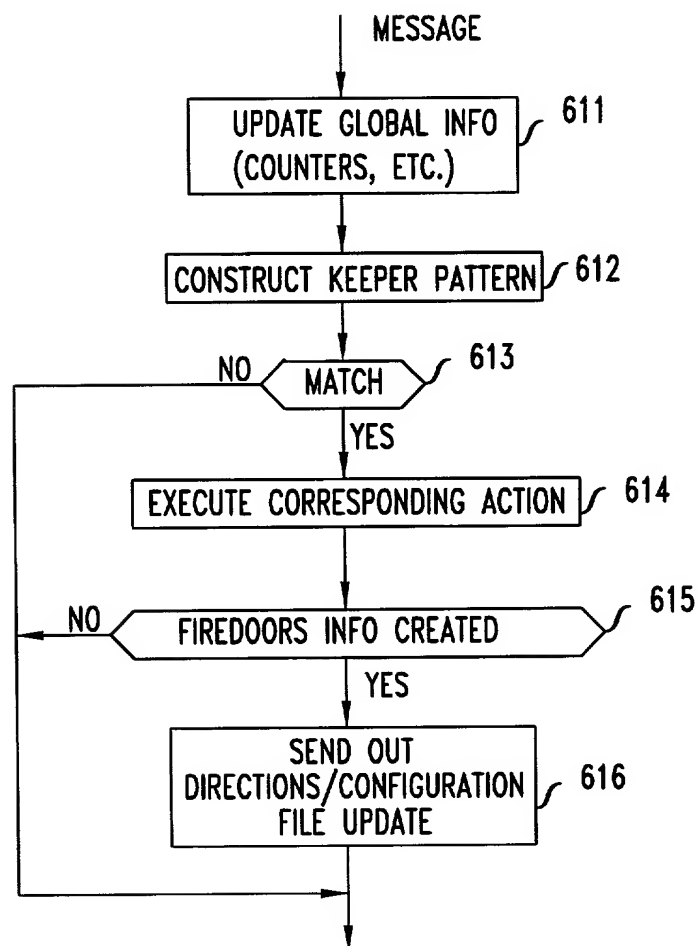 MESSAGE
UPDATE GLOBAL INFO
(COUNTERS, ETC.)
611
CONSTRUCT KEEPER PATTERN
612
NO
MATCH
613
YES
EXECUTE CORRESPONDING ACTION
614
NO
FIREDOORS INFO CREATED
615
YES
SEND OUT
DIRECTIONS/CONFIGURATION
FILE UPDATE
616